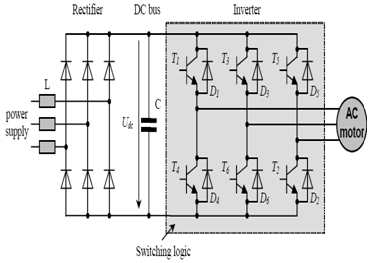 Rectifier DC bus Inverter
T1 T3 T5
D1 D3 D5
L
power
supply
Udc
C
AC
motor
T4 T6 T2
D4 D6 D2
Switching logic